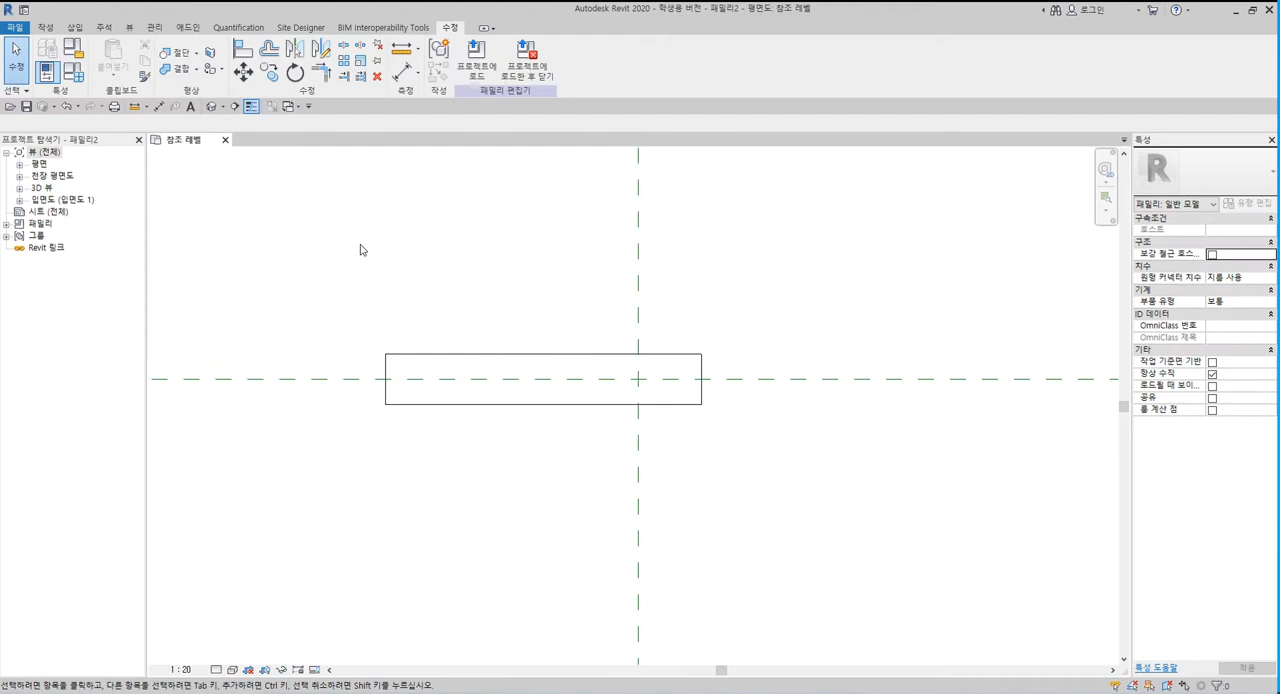 Autodesk Revit 2020 - 학생용 버전 - 패밀리2 - 평면도: 참조 레벨
로그인
파일 작성 삽입 주석 뷰 관리 애드인 Quantification Site Designer BIM Interoperability Tools 수정
수정
붙여넣기
절단
결합
프로젝트에
로드
프로젝트에
로드한 후 닫기
선택 특성 클립보드 형상 수정 측정 작성 패밀리 편집기
프로젝트 탐색기 - 패밀리2
참조 레벨
특성
뷰 (전체)
평면
천장 평면도
3D 뷰
입면도 (입면도 1)
시트 (전체)
패밀리
그룹
Revit 링크
2D
패밀리: 일반 모델
유형 편집
구속조건
호스트
구조
보강 철근 호스...
치수
원형 커넥터 치수 지름 사용
기계
부품 유형 보통
ID 데이터
OmniClass 번호
OmniClass 제목
기타
작업 기준면 기반
항상 수직
로드될 때 보이...
공유
룸 계산 점
1 : 20
특성 도움말
적용
선택하려면 항목을 클릭하고, 다른 항목을 선택하려면 Tab 키, 추가하려면 Ctrl 키, 선택 취소하려면 Shift 키를 누르십시오.
:0